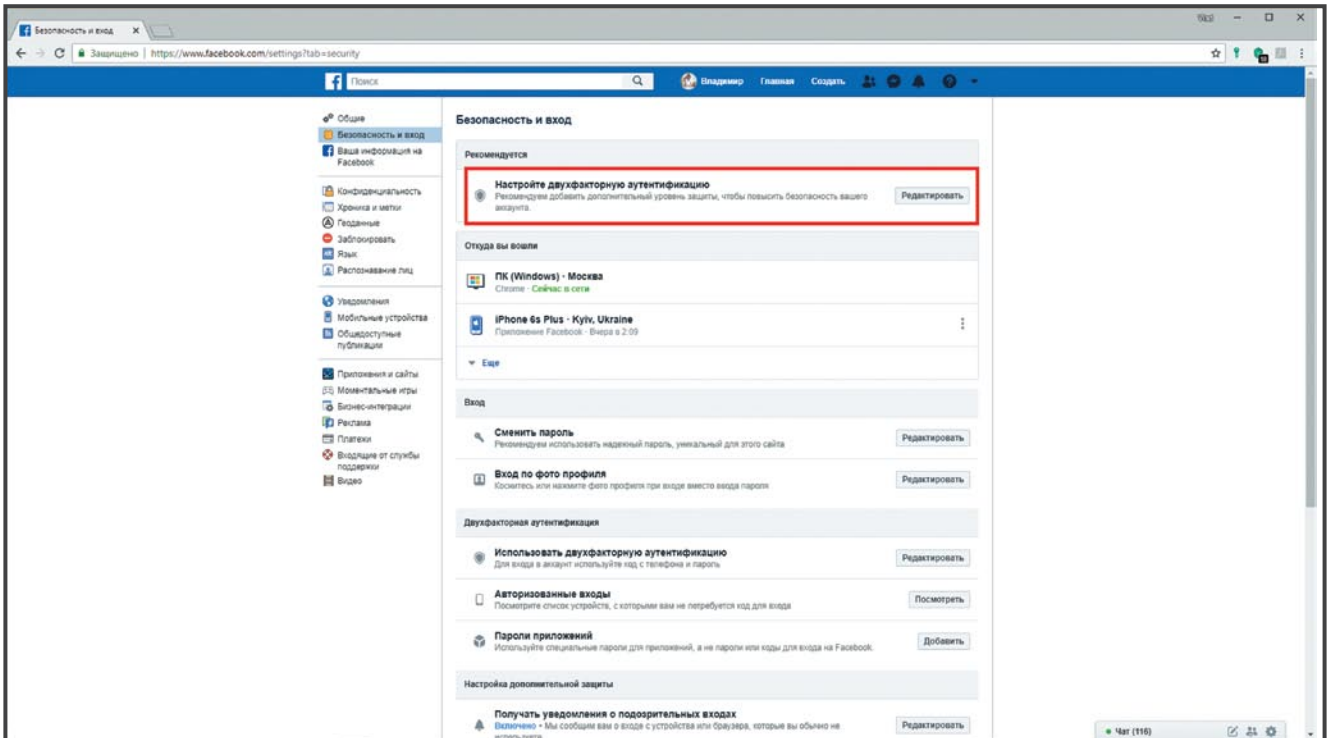 Безопасность и вход
Защищено | https://www.facebook.com/settings?tab=security
Поиск
Владимир Главная Создать
Общие
Безопасность и вход
Ваша информация на
Facebook
Конфиденциальность
Хроника и метки
Геоданные
Заблокировать
Язык
Распознавание лиц
Уведомления
Мобильные устройства
Общедоступные
публикации
Приложения и сайты
Моментальные игры
Бизнес-интеграции
Реклама
Платежи
Входящие от службы
поддержки
Видео
Безопасность и вход
Рекомендуется
Настройте двухфакторную аутентификацию
Рекомендуем добавить дополнительный уровень защиты, чтобы повысить безопасность вашего
аккаунта.
Редактировать
Откуда вы вошли
ПК (Windows) · Москва
Chrome · Сейчас в сети
iPhone 6s Plus · Kyiv, Ukraine
Приложение Facebook · Вчера в 2:09
Еще
Вход
Сменить пароль
Рекомендуем использовать надежный пароль, уникальный для этого сайта
Редактировать
Вход по фото профиля
Коснитесь или нажмите фото профиля при входе вместо ввода пароля
Редактировать
Двухфакторная аутентификация
Использовать двухфакторную аутентификацию
Для входа в аккаунт используйте код с телефона и пароль
Редактировать
Авторизованные входы
Посмотрите список устройств, с которыми вам не потребуется код для входа
Посмотреть
Пароли приложений
Используйте специальные пароли для приложений, а не пароли или коды для входа на Facebook.
Добавить
Настройка дополнительной защиты
Получать уведомления о подозрительных входах
Включено • Мы сообщим вам о входе с устройства или браузера, которые вы обычно не
используете
Редактировать
Чат (116)